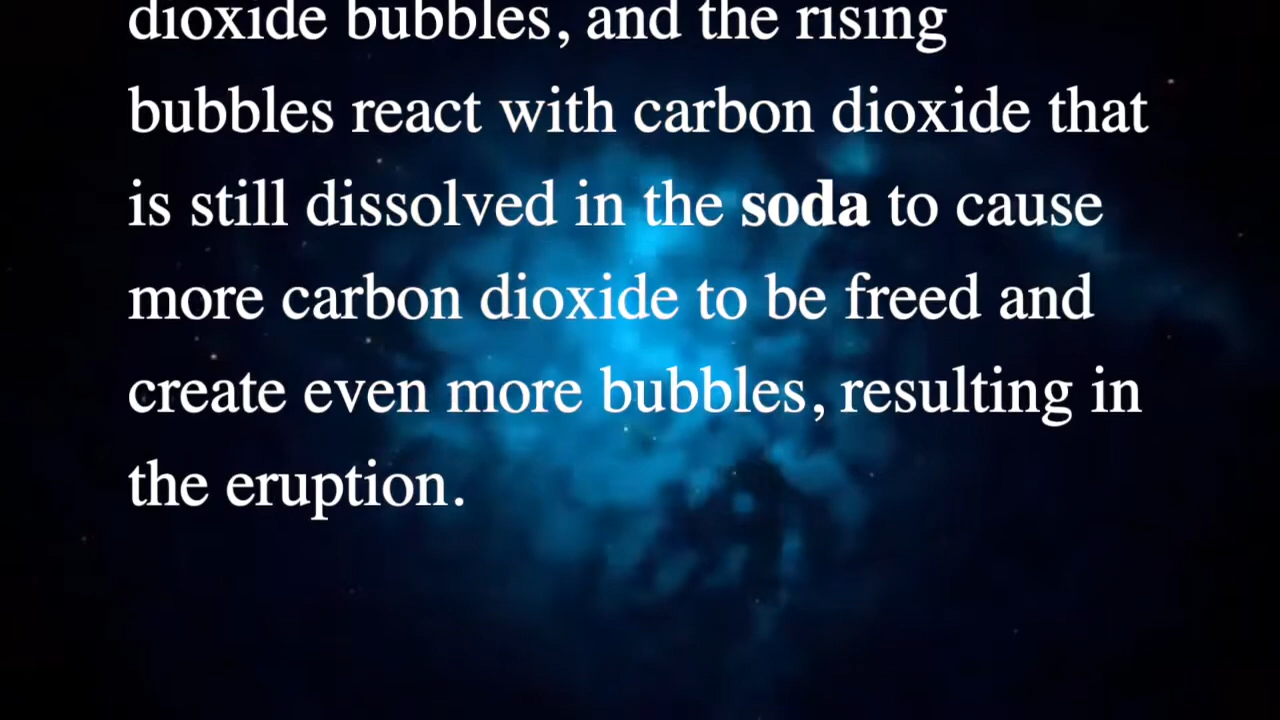 dioxide bubbles, and the rising
bubbles react with carbon dioxide that
is still dissolved in the soda to cause
more carbon dioxide to be freed and
create even more bubbles, resulting in
the eruption.